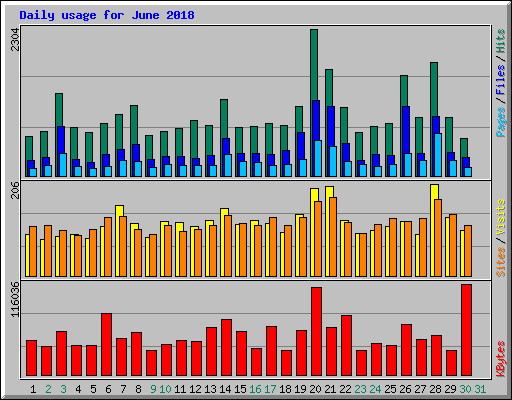 Daily usage for June 2018
2304
Pages / Files / Hits
266
Sites / Visits
116036
KBytes
1 2 3 4 5 6 7 8 9 10 11 12 13 14 15 16 17 18 19 20 21 22 23 24 25 26 27 28 29 30 31